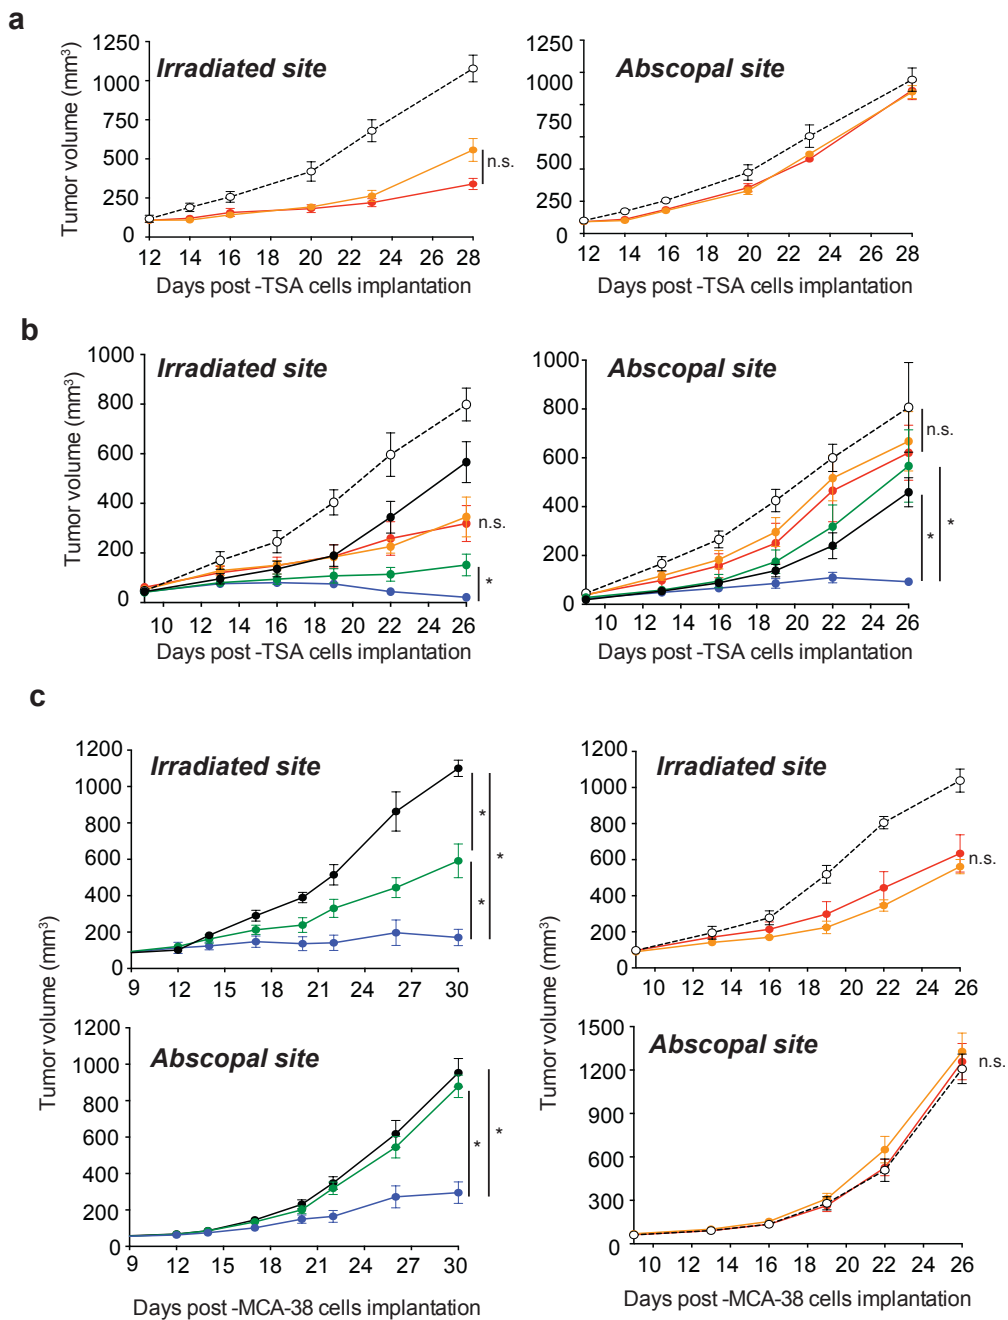 a
Irradiated site
Tumor volume (mm³)
1250
1000
750
500
250
0
n.s.
12 14 16 18 20 22 24 26 28
Days post -TSA cells implantation
Abscopal site
1250
1000
750
500
250
0
12 14 16 18 20 22 24 26 28
Days post -TSA cells implantation
b
Irradiated site
Tumor volume (mm³)
1000
800
600
400
200
0
n.s.
*
10 12 14 16 18 20 22 24 26
Days post -TSA cells implantation
Abscopal site
1000
800
600
400
200
0
n.s.
*
*
10 12 14 16 18 20 22 24 26
Days post -TSA cells implantation
c
Irradiated site
1200
1000
800
600
400
200
0
*
*
*
9 12 15 18 21 24 27 30
Irradiated site
1200
1000
800
600
400
200
0
n.s.
10 12 14 16 18 20 22 24 26
Tumor volume (mm³)
Abscopal site
1200
1000
800
600
400
200
0
*
*
9 12 15 18 21 24 27 30
Days post -MCA-38 cells implantation
Tumor volume (mm³)
Abscopal site
1500
1200
900
600
300
0
n.s.
10 12 14 16 18 20 22 24 26
Days post -MCA-38 cells implantation